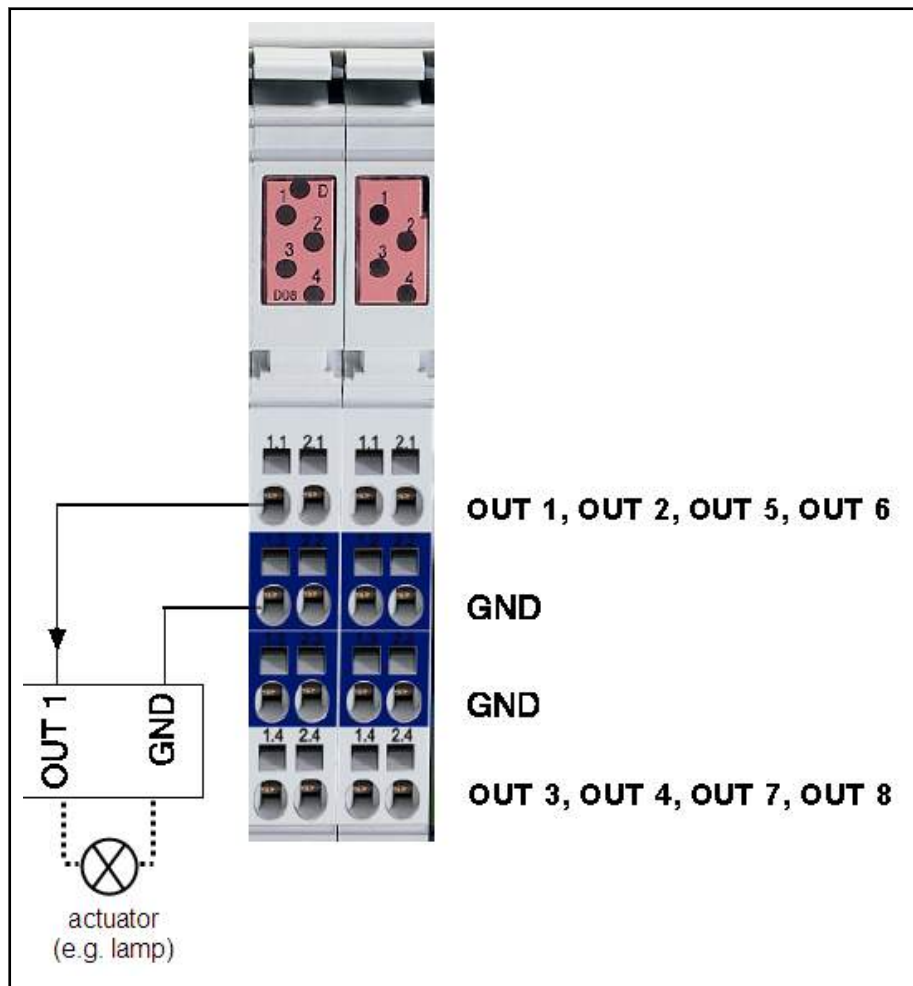 D
1
2
3
4
DO8
1
2
3
4
1.1 2.1 1.1 2.1
OUT 1, OUT 2, OUT 5, OUT 6
GND
GND
1.4 2.4 1.4 2.4
OUT 3, OUT 4, OUT 7, OUT 8
OUT 1
GND
actuator
(e.g. lamp)